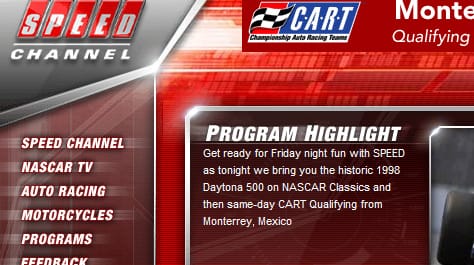 SPEED
CHANNEL
CART
Championship Auto Racing Teams
Monte
Qualifying
SPEED CHANNEL
NASCAR TV
AUTO RACING
MOTORCYCLES
PROGRAMS
FEEDBACK
PROGRAM HIGHLIGHT
Get ready for Friday night fun with SPEED
as tonight we bring you the historic 1998
Daytona 500 on NASCAR Classics and
then same-day CART Qualifying from
Monterrey, Mexico